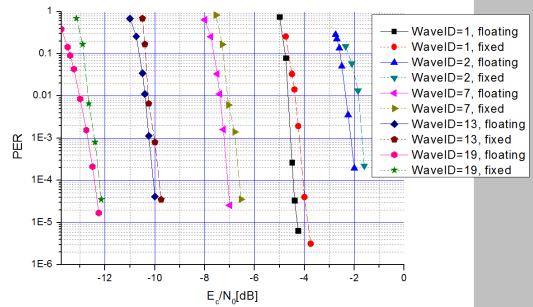 PER
1
0.1
0.01
1E-3
1E-4
1E-5
1E-6
-12
-10
-8
-6
-4
-2
0
E_c/N_0[dB]
WaveID=1, floating
WaveID=1, fixed
WaveID=2, floating
WaveID=2, fixed
WaveID=7, floating
WaveID=7, fixed
WaveID=13, floating
WaveID=13, fixed
WaveID=19, floating
WaveID=19, fixed